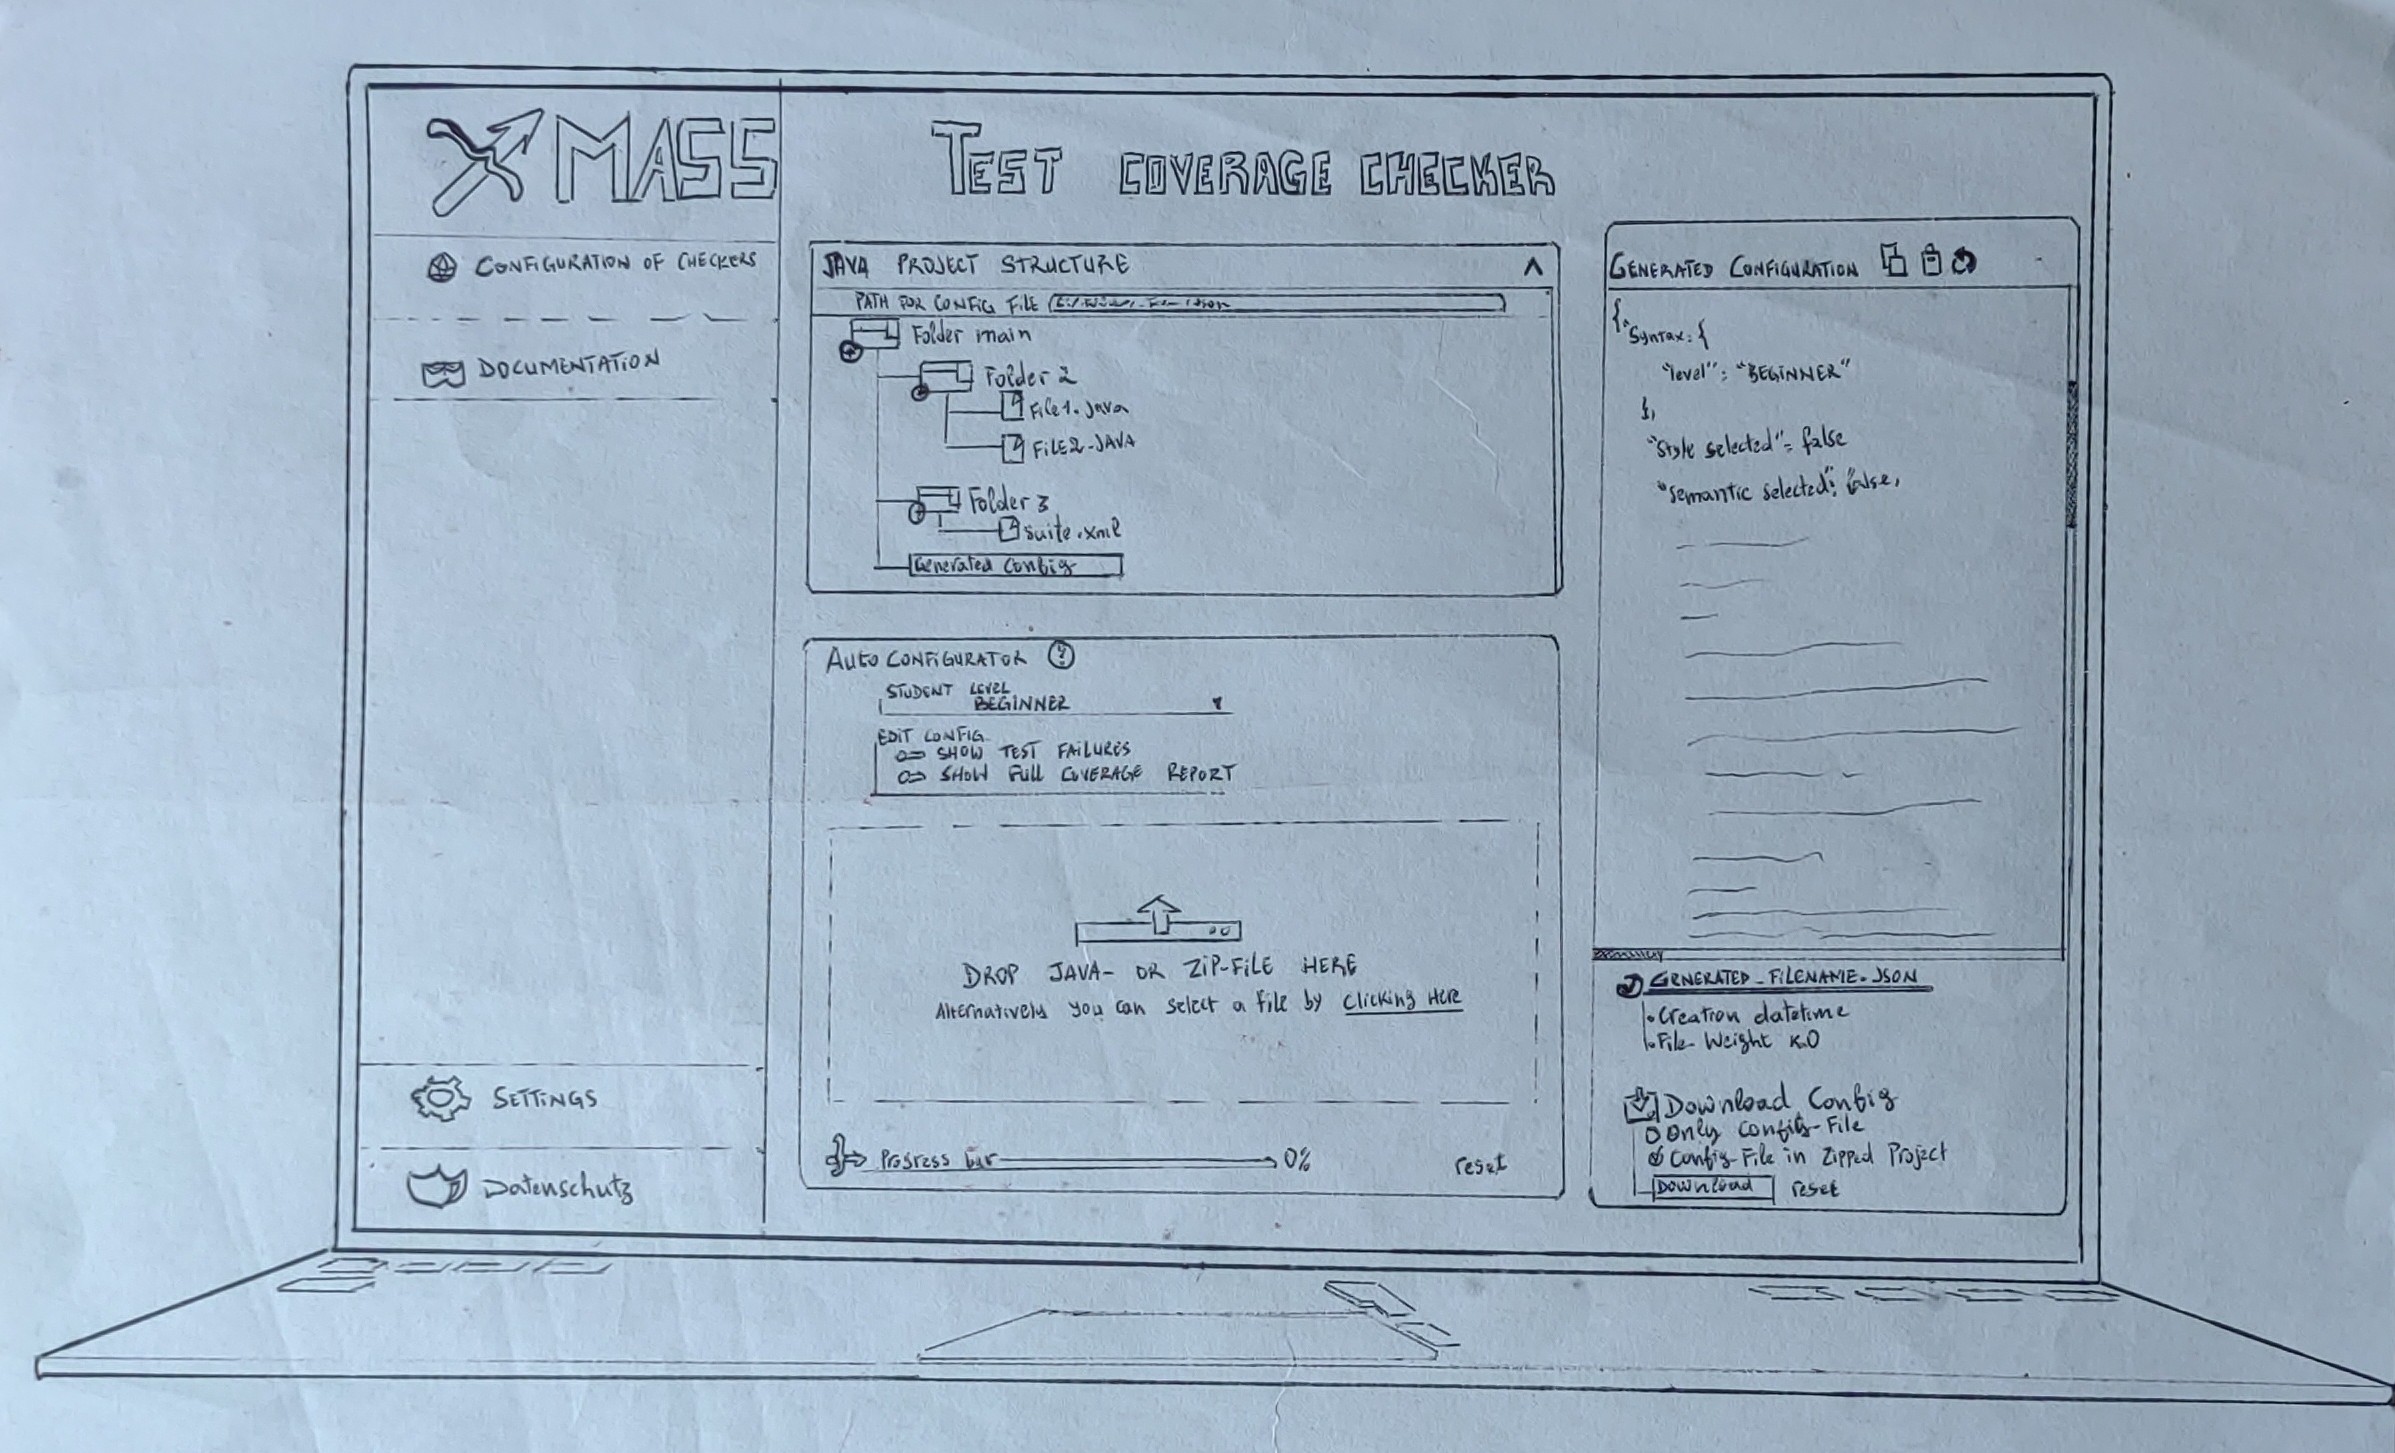 MASS
CONFIGURATION OF CHECKERS
DOCUMENTATION
SETTINGS
Datenschutz
TEST COVERAGE CHECKER
JAVA PROJECT STRUCTURE
PATH FOR CONFIG FILE
Folder main
Folder 2
File1.java
FiLE2-JAVA
Folder 3
suite.xml
Generated Config
AUTO CONFIGURATOR ?
STUDENT LEVEL
BEGINNER
EDIT CONFIG
SHOW TEST FAILURES
SHOW FULL COVERAGE REPORT
DROP JAVA- OR ZIP-FILE HERE
Alternatively you can select a file by clicking HERE
Progress bar 0% reset
GENERATED CONFIGURATION
{
"Syntax: {
"level": "BEGINNER"
},
"Style selected"= false
"Semantic selected": false,
GENERATED_FILENAME.JSON
• Creation datetime
• File Weight KO
Download Config
Only Config-File
Config-File in Zipped Project
DOWNLOAD reset